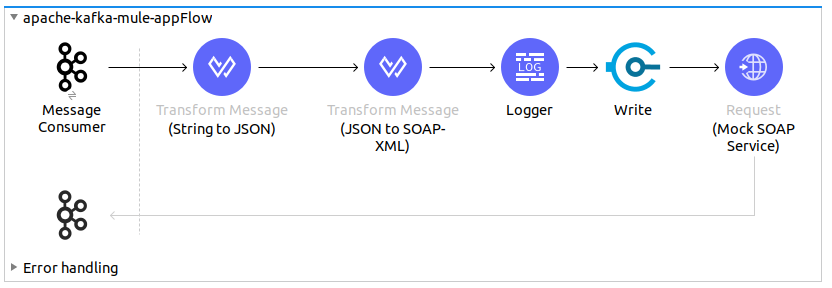 apache-kafka-mule-appFlow
Message
Consumer
Transform Message
(String to JSON)
Transform Message
(JSON to SOAP-
XML)
LOG
Logger
Write
Request
(Mock SOAP
Service)
Error handling